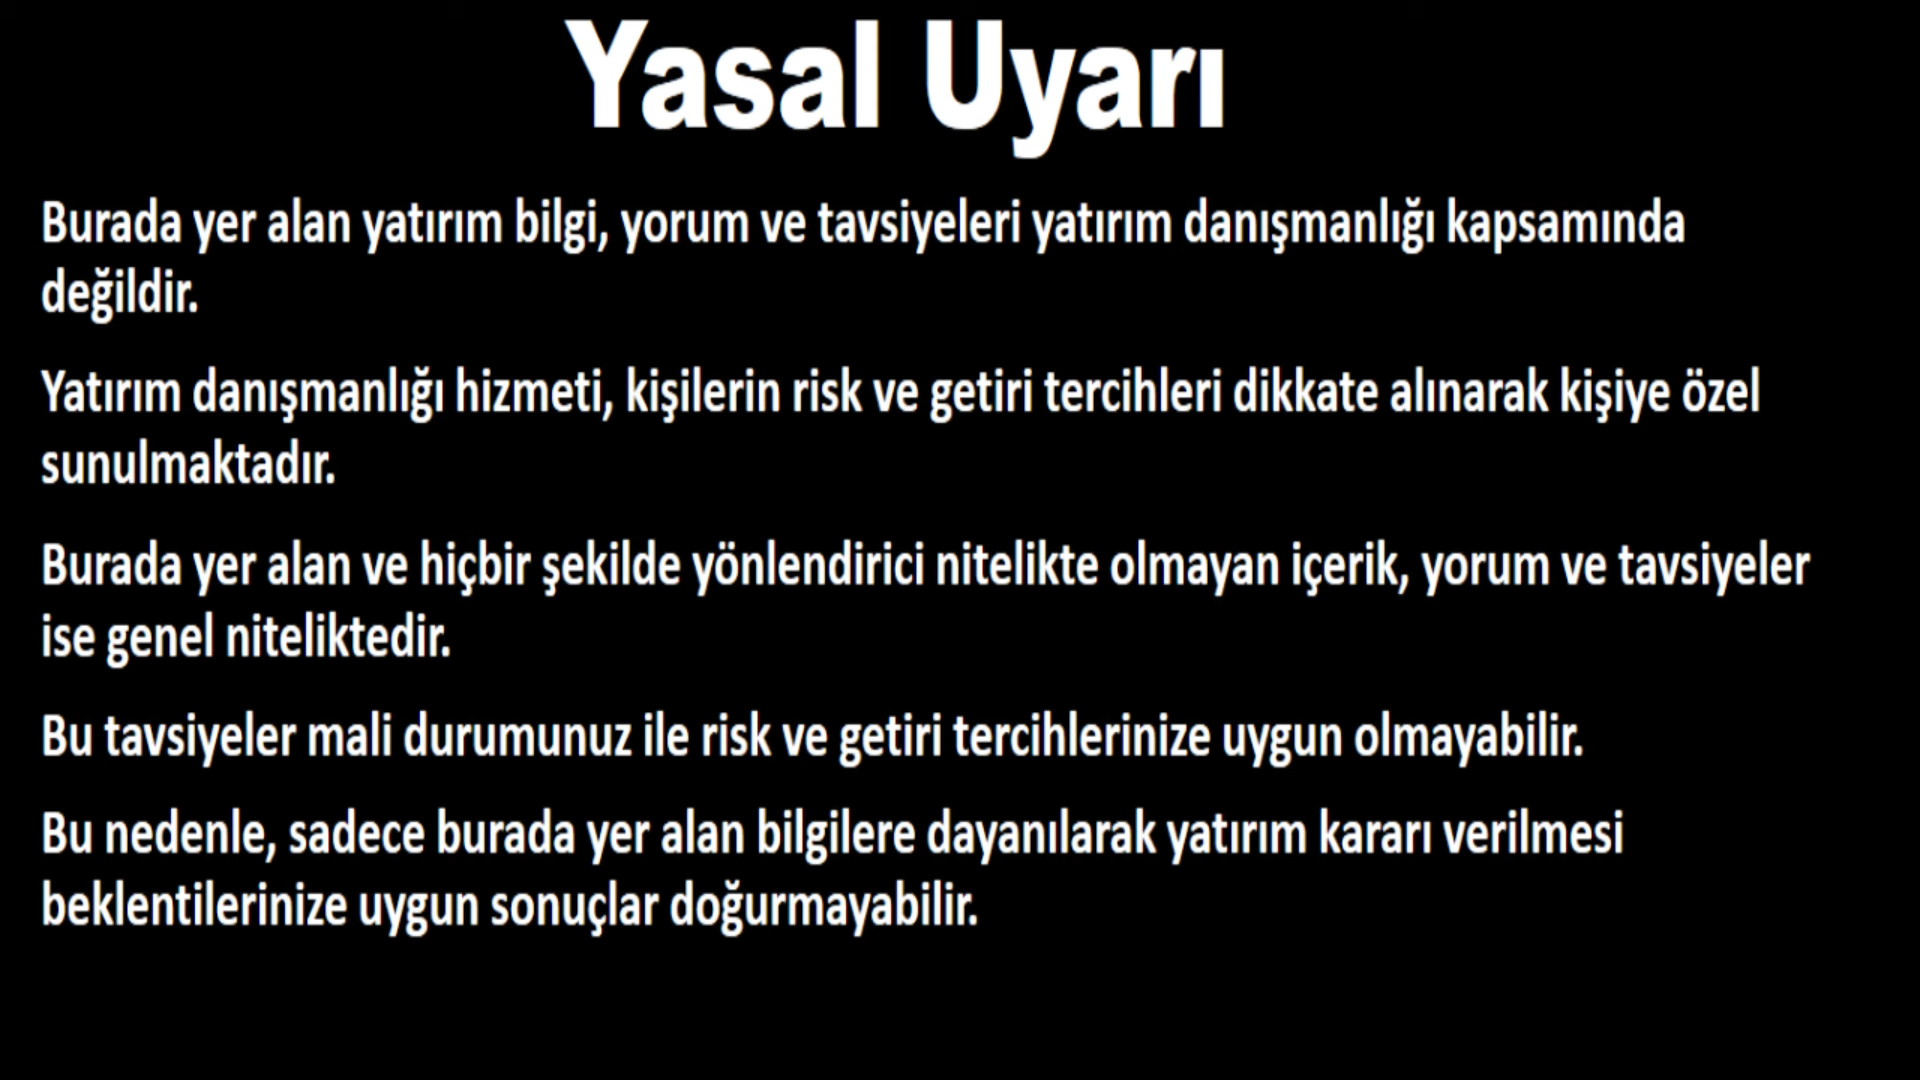 Yasal Uyarı
Burada yer alan yatırım bilgi, yorum ve tavsiyeleri yatırım danışmanlığı kapsamında
değildir.
Yatırım danışmanlığı hizmeti, kişilerin risk ve getiri tercihleri dikkate alınarak kişiye özel
sunulmaktadır.
Burada yer alan ve hiçbir şekilde yönlendirici nitelikte olmayan içerik, yorum ve tavsiyeler
ise genel niteliktedir.
Bu tavsiyeler mali durumunuz ile risk ve getiri tercihlerinize uygun olmayabilir.
Bu nedenle, sadece burada yer alan bilgilere dayanılarak yatırım kararı verilmesi
beklentilerinize uygun sonuçlar doğurmayabilir.